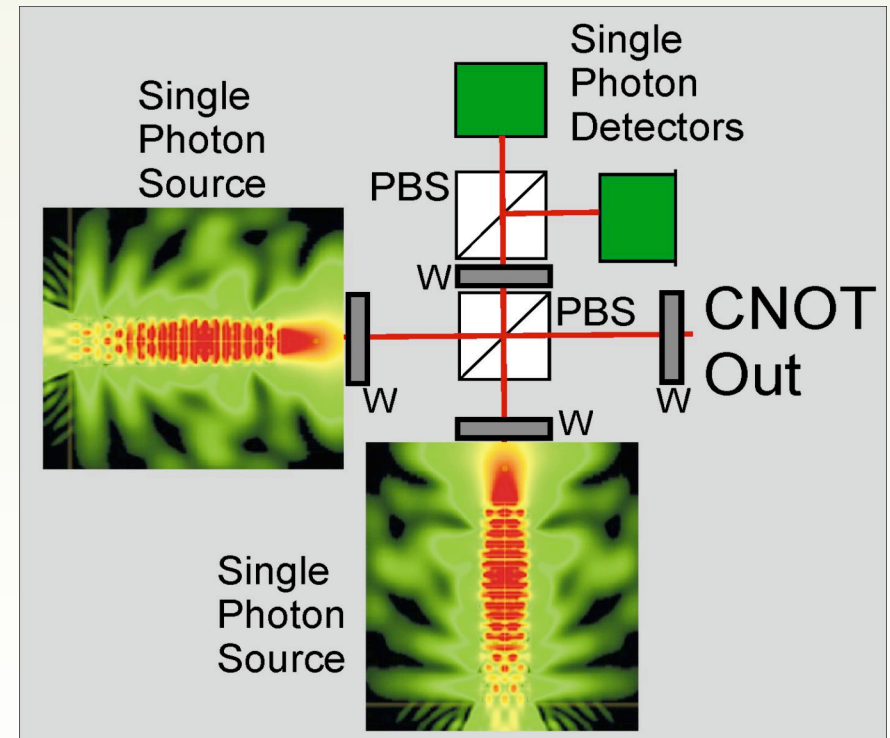 Single
Photon
Detectors
Single
Photon
Source
PBS
W
PBS
CNOT
Out
W
W
W
Single
Photon
Source